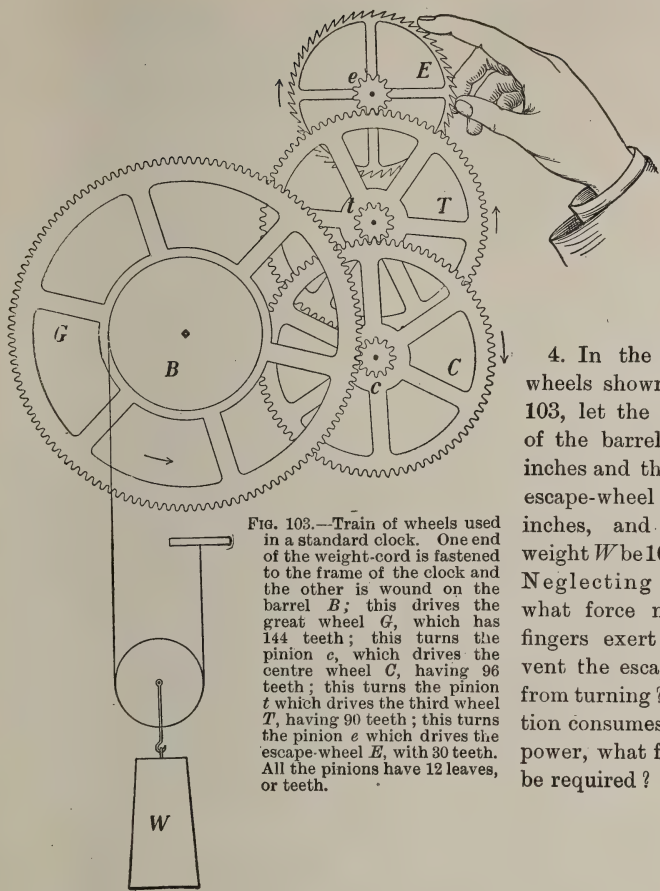 E
e
T
t
G
B
C
c
W
4. In the
wheels shown
103, let the
of the barrel
inches and th
escape-wheel
inches, and
weight W be 10
Neglecting
what force m
fingers exert
vent the esca
from turning ?
tion consumes
power, what f
be required ?
FIG. 103.—Train of wheels used
in a standard clock. One end
of the weight-cord is fastened
to the frame of the clock and
the other is wound on the
barrel B; this drives the
great wheel G, which has
144 teeth; this turns the
pinion c, which drives the
centre wheel C, having 96
teeth; this turns the pinion
t which drives the third wheel
T, having 90 teeth; this turns
the pinion e which drives the
escape-wheel E, with 30 teeth.
All the pinions have 12 leaves,
or teeth.